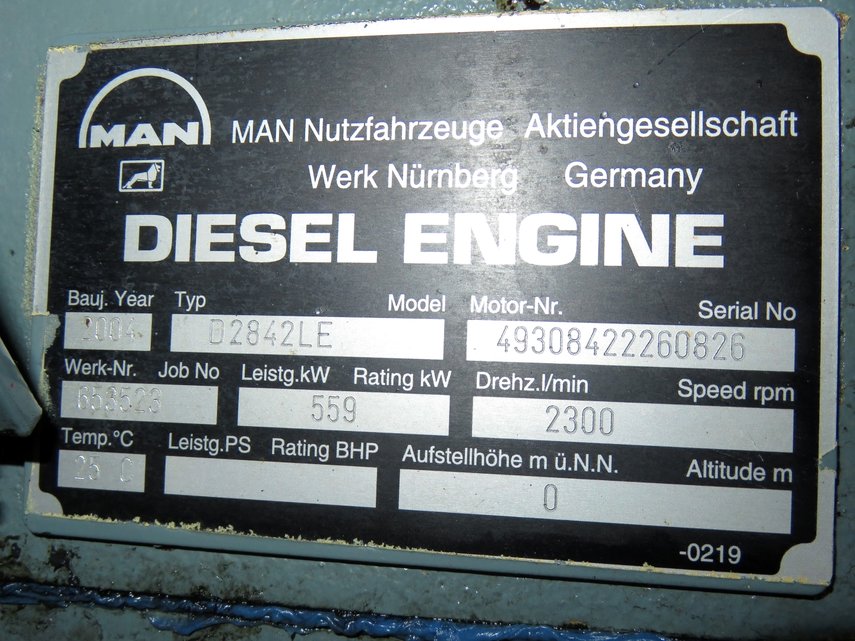 MAN
MAN Nutzfahrzeuge Aktiengesellschaft
Werk Nürnberg Germany
DIESEL ENGINE
Bauj. Year Typ Model Motor-Nr. Serial No
2004 D2842LE 49308422260826
Werk-Nr. Job No Leistg.kW Rating kW Drehz.l/min Speed rpm
653523 559 2300
Temp.°C Leistg.PS Rating BHP Aufstellhöhe m ü.N.N. Altitude m
25 C 0
-0219